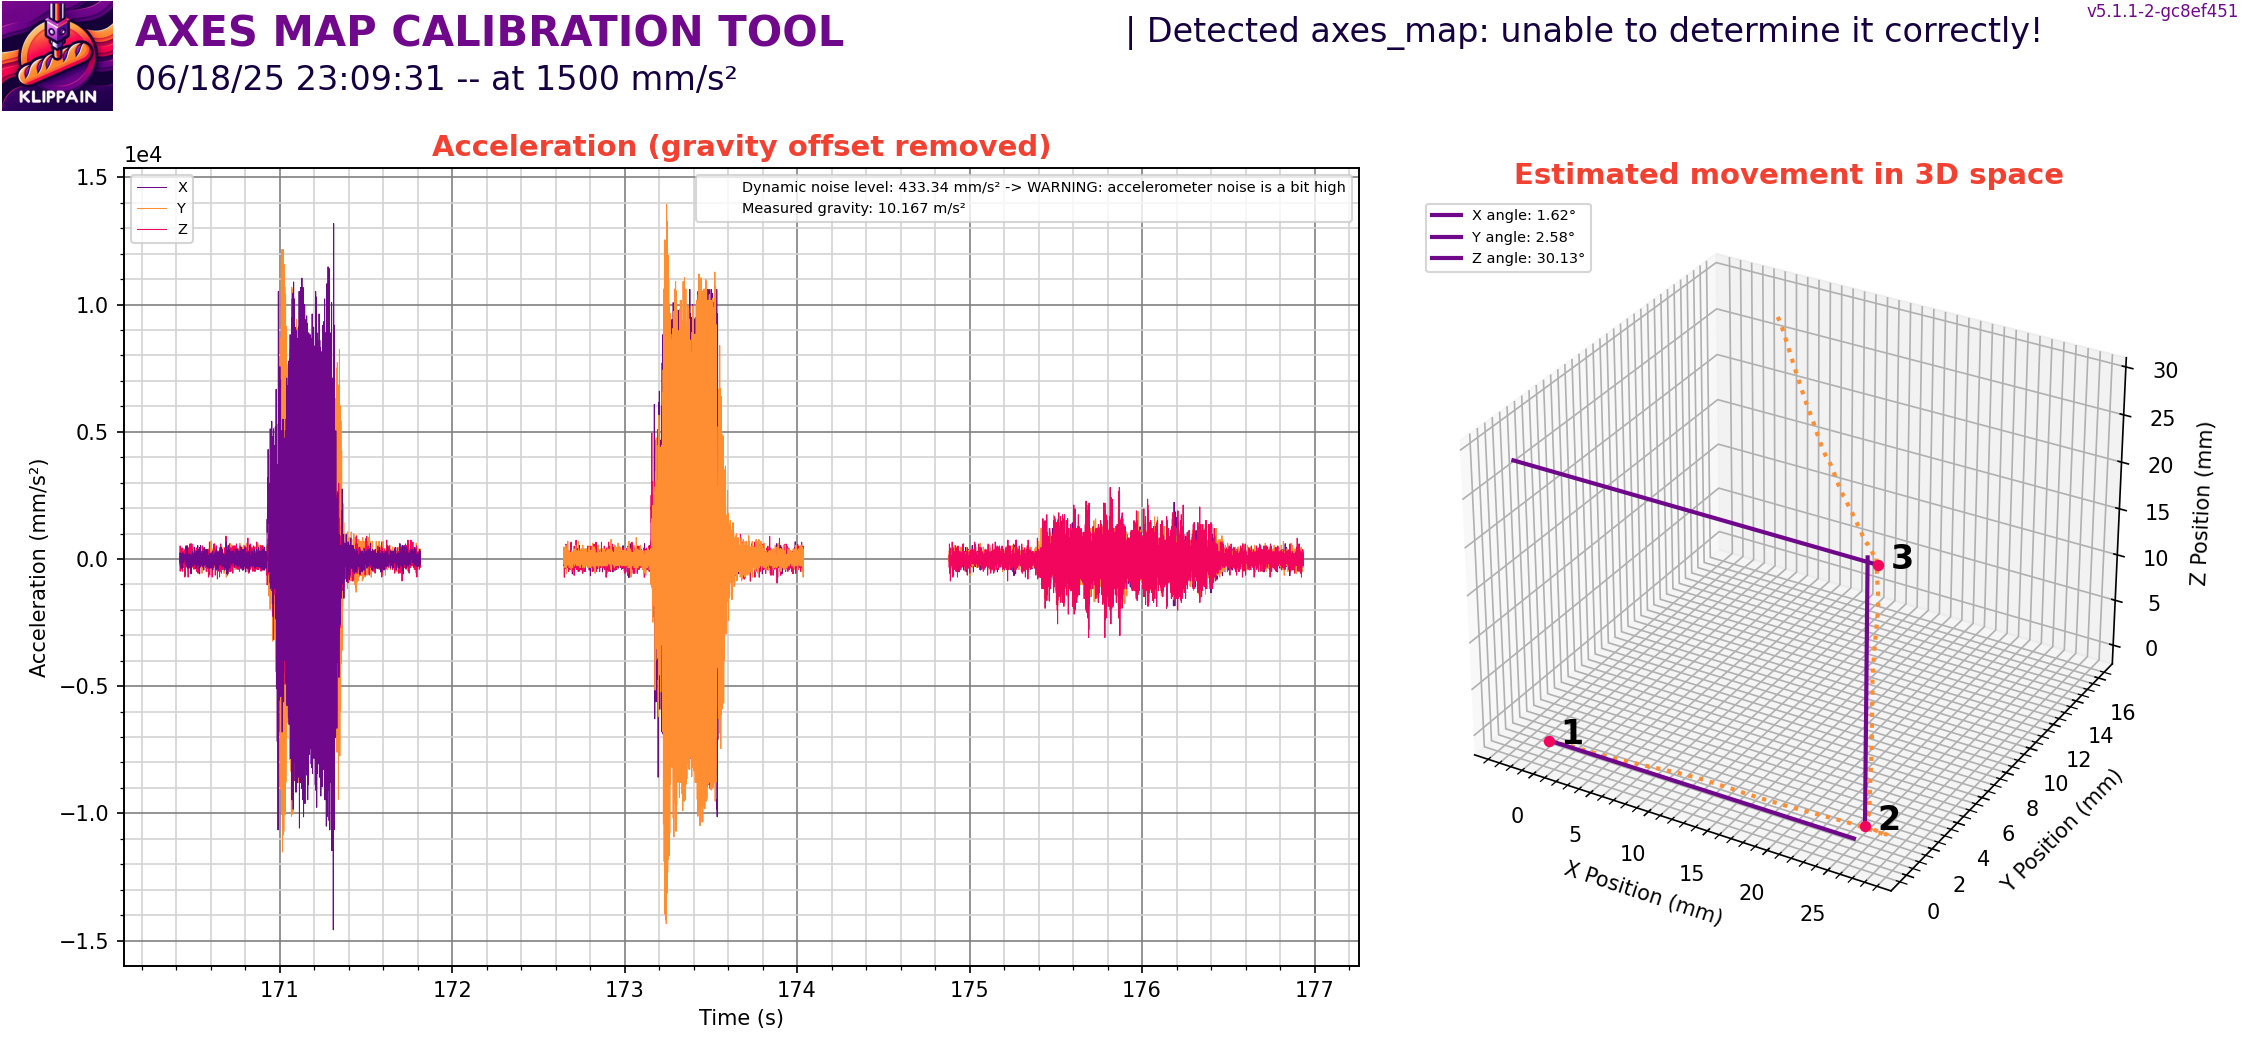 KLIPPAIN
AXES MAP CALIBRATION TOOL
06/18/25 23:09:31 -- at 1500 mm/s²
| Detected axes_map: unable to determine it correctly!
v5.1.1-2-gc8ef451
Acceleration (gravity offset removed)
1e4
X
Y
Z
Dynamic noise level: 433.34 mm/s² -> WARNING: accelerometer noise is a bit high
Measured gravity: 10.167 m/s²
1.5
1.0
0.5
0.0
−0.5
−1.0
−1.5
Acceleration (mm/s²)
171
172
173
174
175
176
177
Time (s)
Estimated movement in 3D space
X angle: 1.62°
Y angle: 2.58°
Z angle: 30.13°
1
2
3
0
5
10
15
20
25
X Position (mm)
0
2
4
6
8
10
12
14
16
Y Position (mm)
0
5
10
15
20
25
30
Z Position (mm)